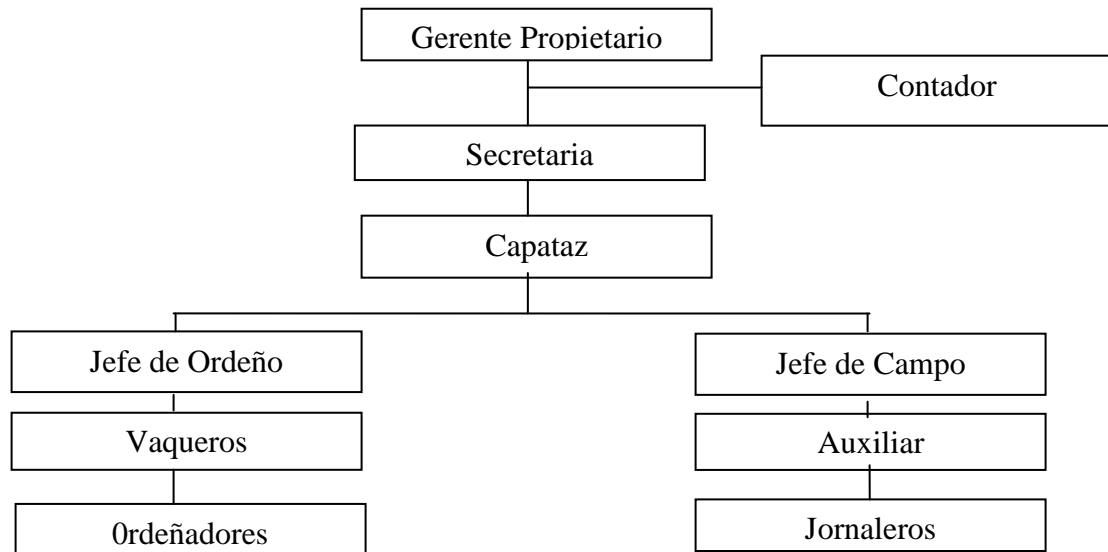 Gerente Propietario
Contador
Secretaria
Capataz
Jefe de Ordeño
Jefe de Campo
Vaqueros
Auxiliar
0rdeñadores
Jornaleros